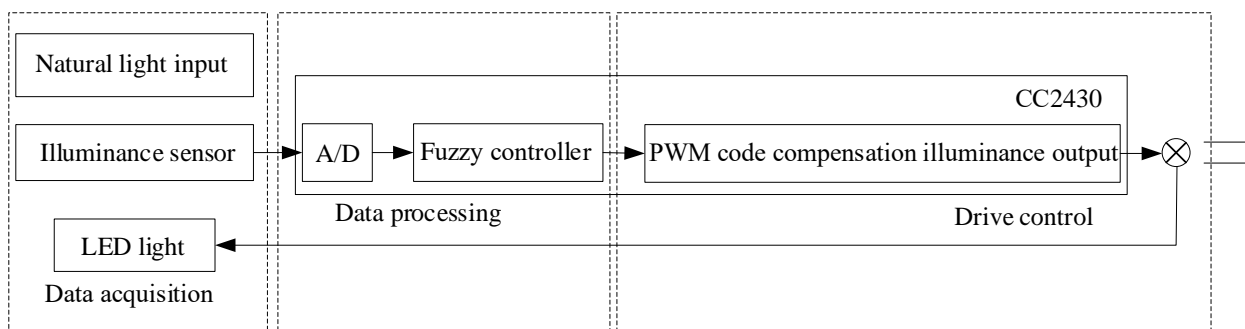 Natural light input
CC2430
Illuminance sensor
A/D
Fuzzy controller
PWM code compensation illuminance output
Data processing
Drive control
LED light
Data acquisition